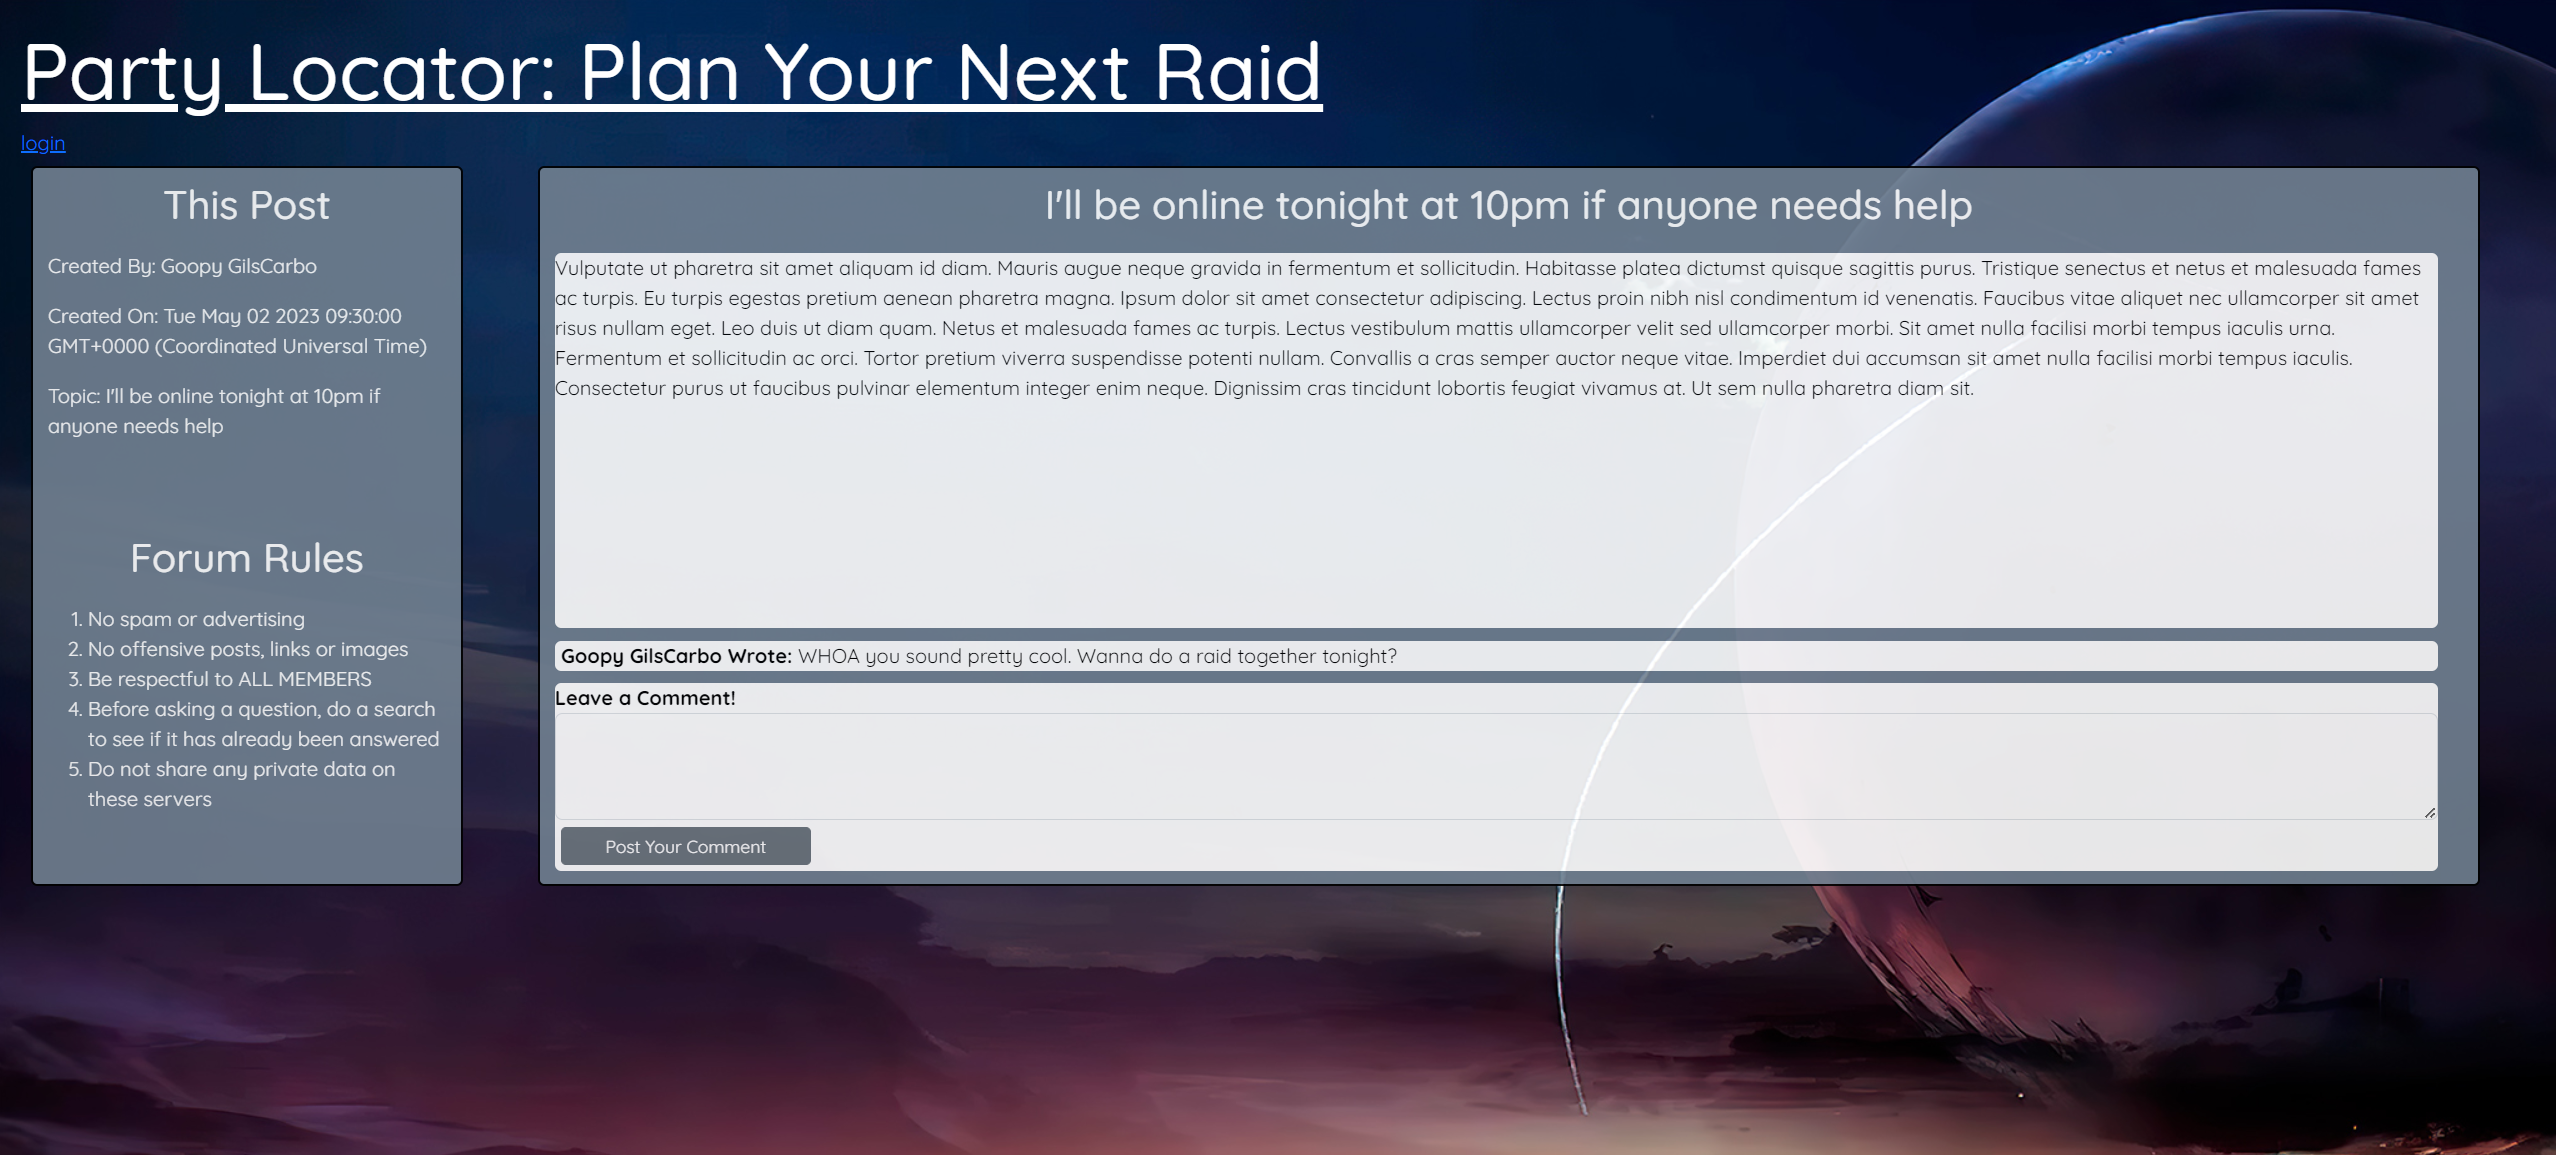 Party Locator: Plan Your Next Raid
login
This Post
Created By: Goopy GilsCarbo
Created On: Tue May 02 2023 09:30:00
GMT+0000 (Coordinated Universal Time)
Topic: I'll be online tonight at 10pm if
anyone needs help
Forum Rules
1. No spam or advertising
2. No offensive posts, links or images
3. Be respectful to ALL MEMBERS
4. Before asking a question, do a search
to see if it has already been answered
5. Do not share any private data on
these servers
I'll be online tonight at 10pm if anyone needs help
Vulputate ut pharetra sit amet aliquam id diam. Mauris augue neque gravida in fermentum et sollicitudin. Habitasse platea dictumst quisque sagittis purus. Tristique senectus et netus et malesuada fames
ac turpis. Eu turpis egestas pretium aenean pharetra magna. Ipsum dolor sit amet consectetur adipiscing. Lectus proin nibh nisl condimentum id venenatis. Faucibus vitae aliquet nec ullamcorper sit amet
risus nullam eget. Leo duis ut diam quam. Netus et malesuada fames ac turpis. Lectus vestibulum mattis ullamcorper velit sed ullamcorper morbi. Sit amet nulla facilisi morbi tempus iaculis urna.
Fermentum et sollicitudin ac orci. Tortor pretium viverra suspendisse potenti nullam. Convallis a cras semper auctor neque vitae. Imperdiet dui accumsan sit amet nulla facilisi morbi tempus iaculis.
Consectetur purus ut faucibus pulvinar elementum integer enim neque. Dignissim cras tincidunt lobortis feugiat vivamus at. Ut sem nulla pharetra diam sit.
Goopy GilsCarbo Wrote: WHOA you sound pretty cool. Wanna do a raid together tonight?
Leave a Comment!
Post Your Comment